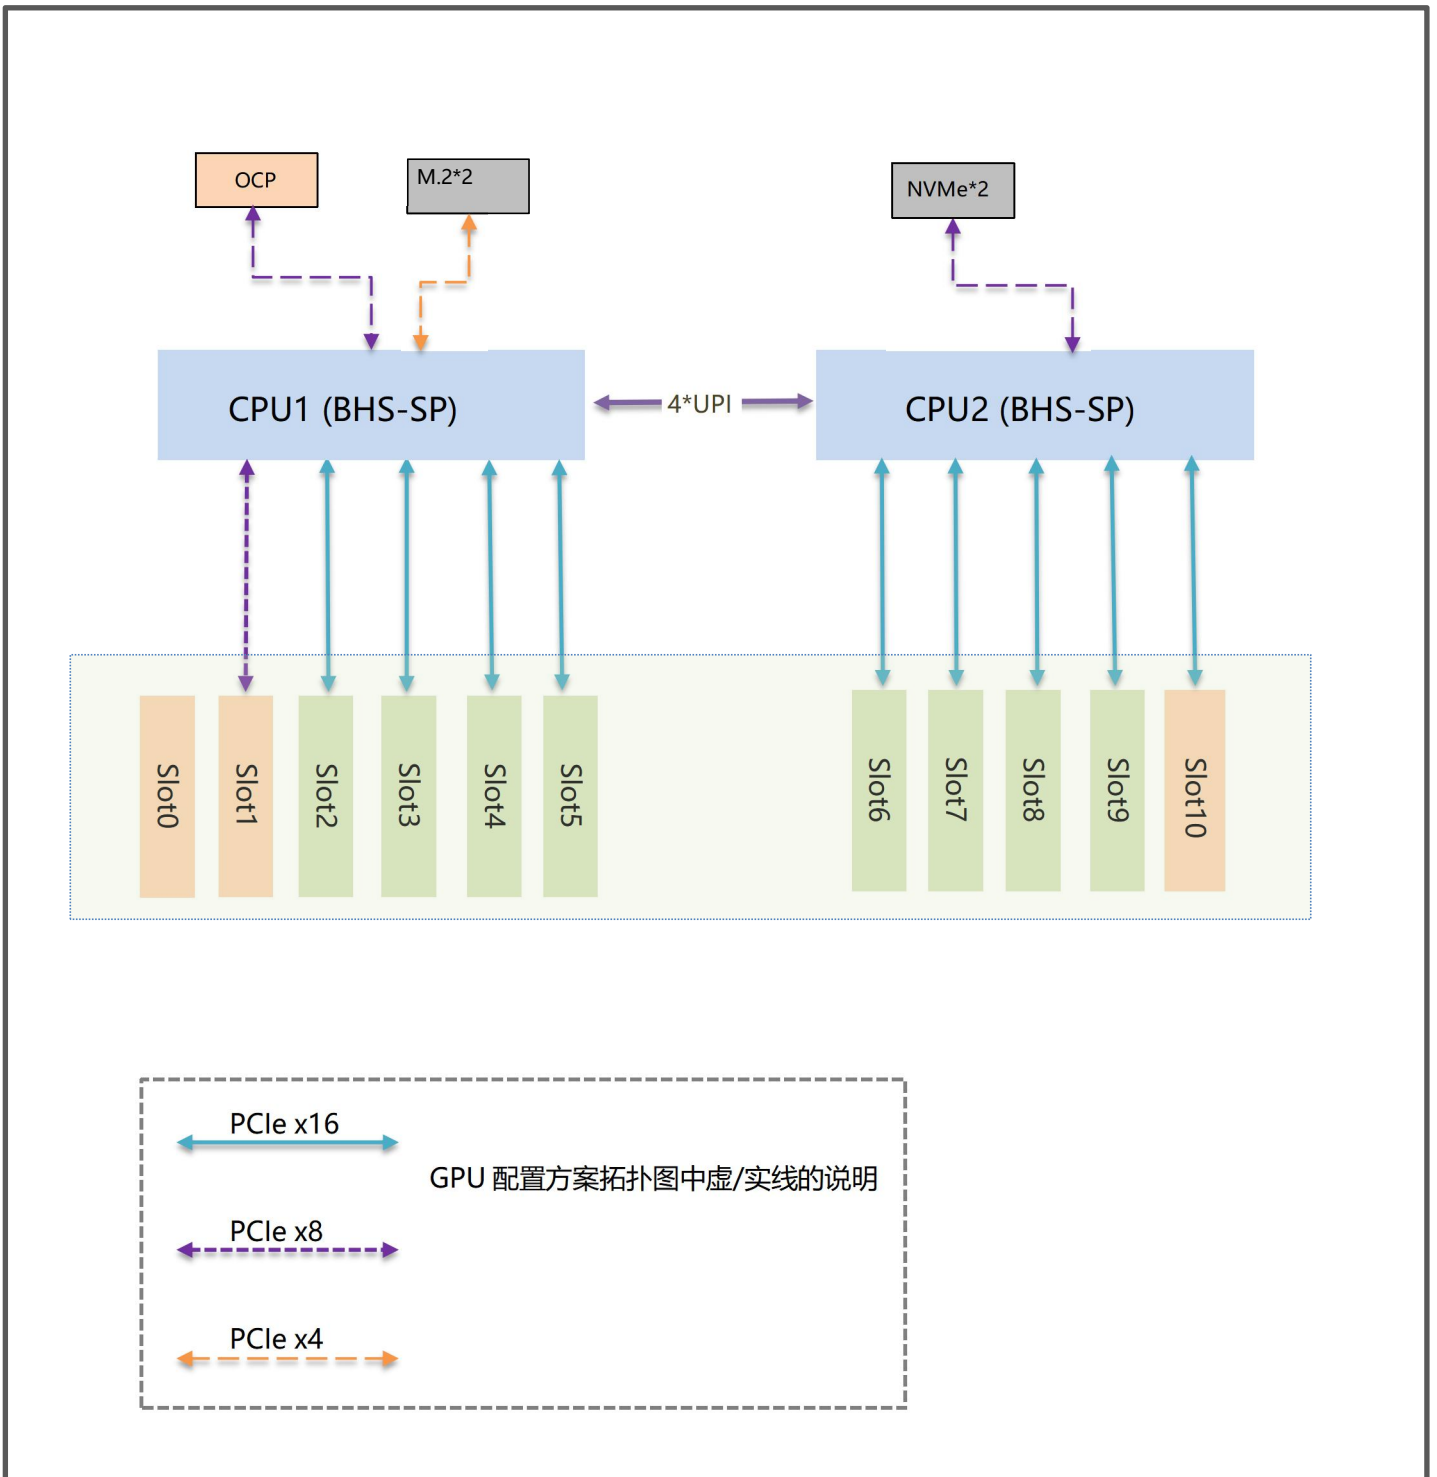 OCP
M.2*2
NVMe*2
CPU1 (BHS-SP)
4*UPI
CPU2 (BHS-SP)
Slot0
Slot1
Slot2
Slot3
Slot4
Slot5
Slot6
Slot7
Slot8
Slot9
Slot10
PCIe x16
GPU 配置方案拓扑图中虚/实线的说明
PCIe x8
PCIe x4